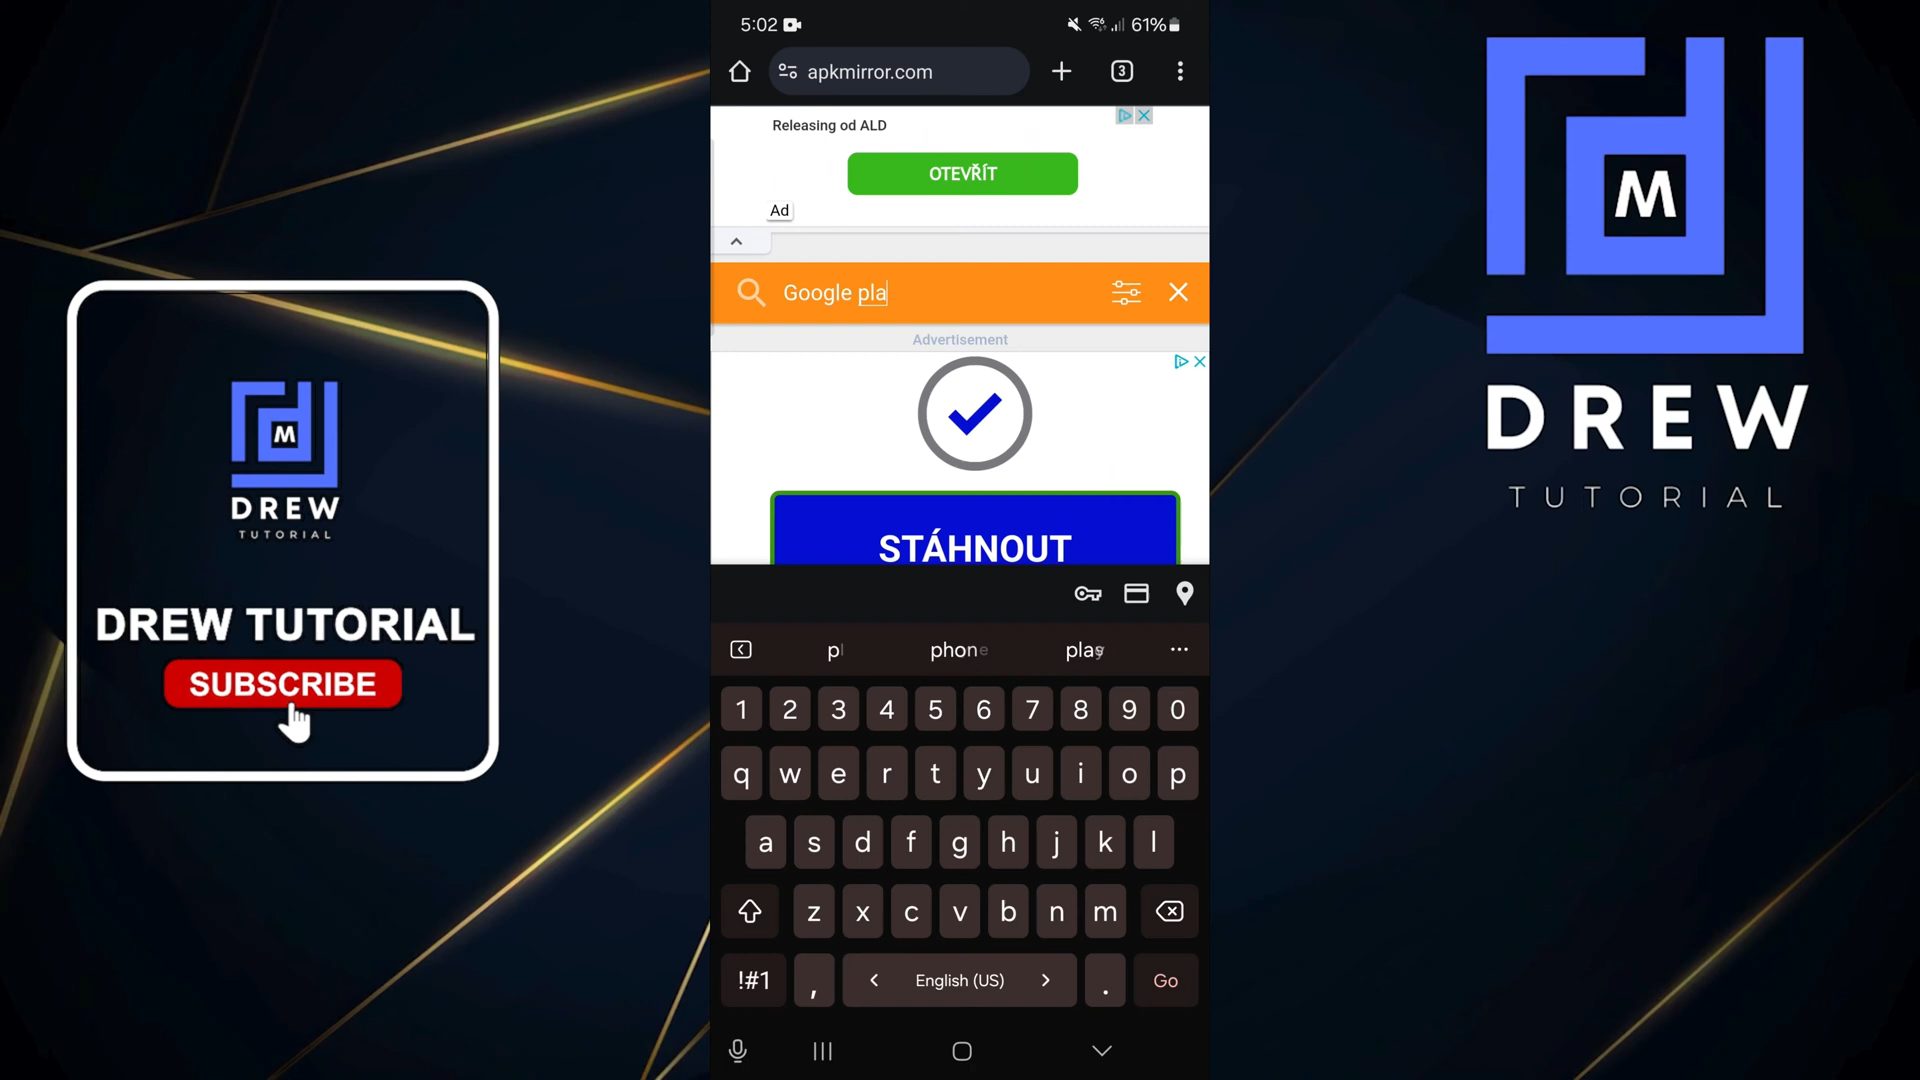 5:02
61%
apkmirror.com
3
Releasing od ALD
OTEVŘÍT
Ad
Google pla
Advertisement
STÁHNOUT
pl
phone
play
1 2 3 4 5 6 7 8 9 0
q w e r t y u i o p
a s d f g h j k l
z x c v b n m
!#1 , < English (US) > . Go
M
DREW
TUTORIAL
DREW TUTORIAL
SUBSCRIBE
M
DREW
TUTORIAL